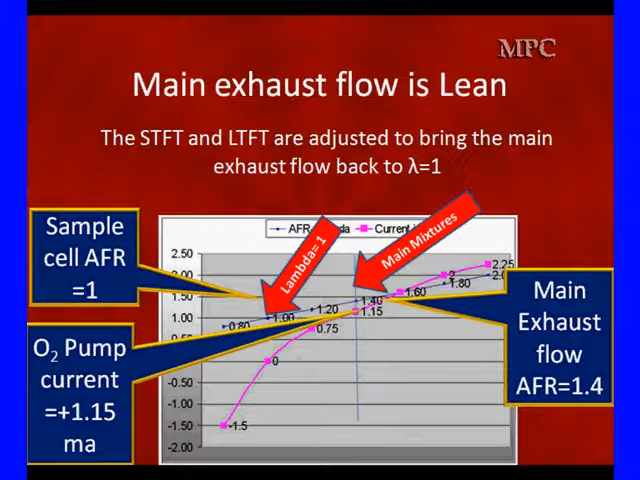 MPC
Main exhaust flow is Lean
The STFT and LTFT are adjusted to bring the main
exhaust flow back to λ=1
Sample
cell AFR
=1
O2 Pump
current
=+1.15
ma
Lambda= 1
Main Mixtures
Main
Exhaust
flow
AFR=1.4
AFR
Current
2.50
2.00
1.50
1.00
-0.50
-1.00
-1.50
-2.00
0.80
1.00
1.20
1.40
1.60
1.80
2.0
-1.5
0
0.75
1.15
2
2.25